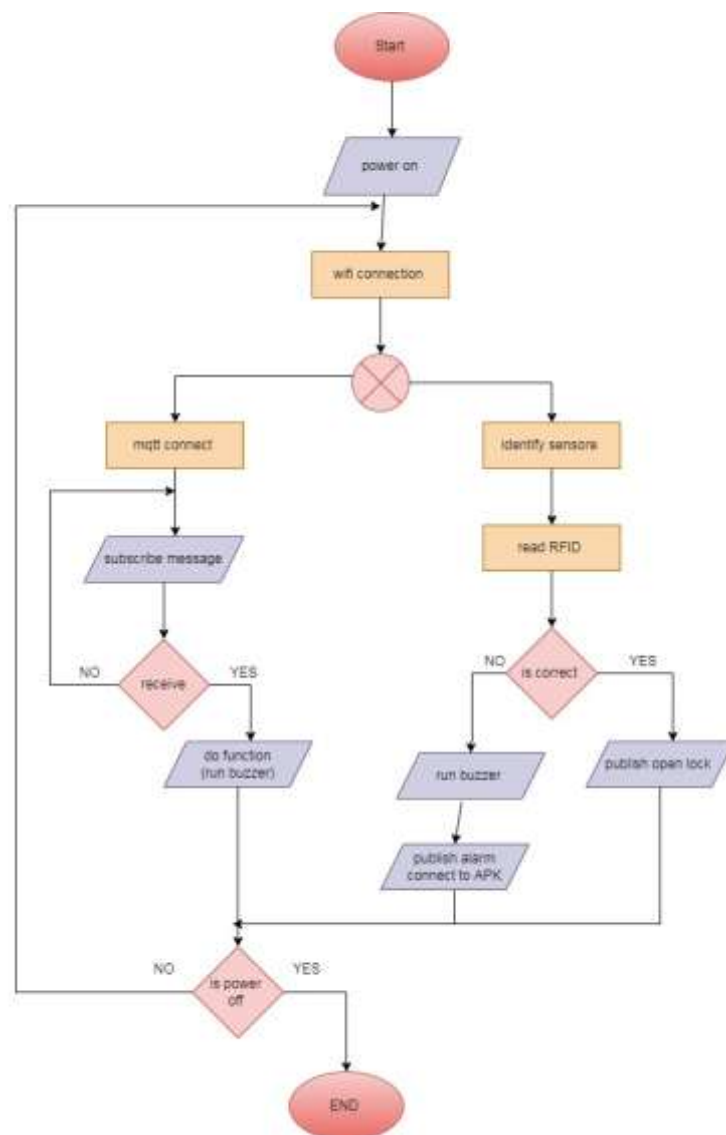 Start
power on
wifi connection
mqtt connect
identify sensors
subscribe message
read RFID
NO
receive
YES
NO
is correct
YES
do function
(run buzzer)
run buzzer
publish open lock
publish alarm
connect to APK
NO
is power
off
YES
END